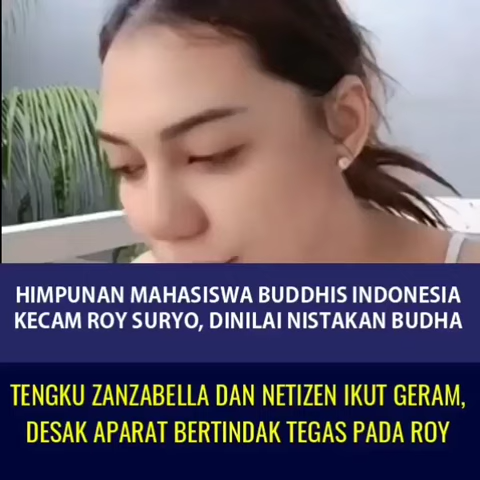 HIMPUNAN MAHASISWA BUDDHIS INDONESIA
KECAM ROY SURYO, DINILAI NISTAKAN BUDHA
TENGKU ZANZABELLA DAN NETIZEN IKUT GERAM,
DESAK APARAT BERTINDAK TEGAS PADA ROY